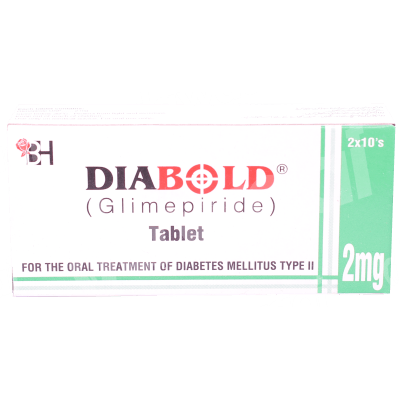 BH
2x10's
DIABOLD®
(Glimepiride)
Tablet
FOR THE ORAL TREATMENT OF DIABETES MELLITUS TYPE II
2mg